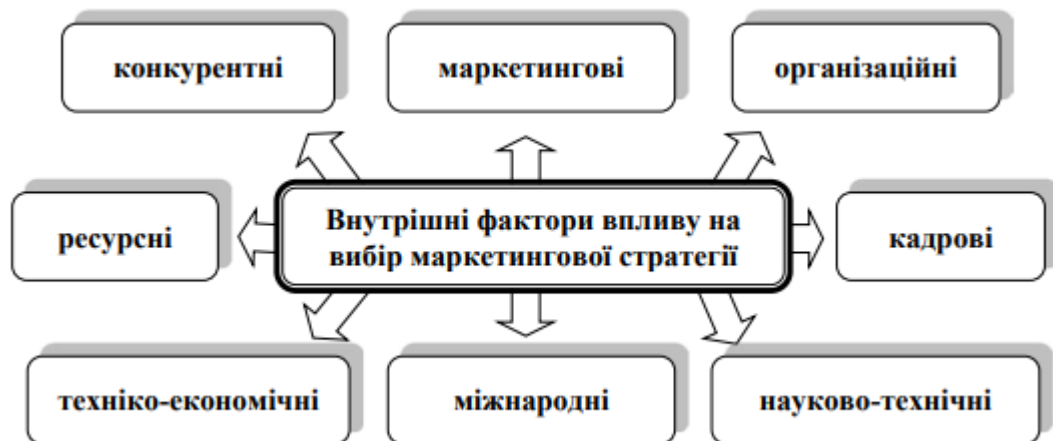 конкурентні
маркетингові
організаційні
ресурсні
Внутрішні фактори впливу на
вибір маркетингової стратегії
кадрові
техніко-економічні
міжнародні
науково-технічні